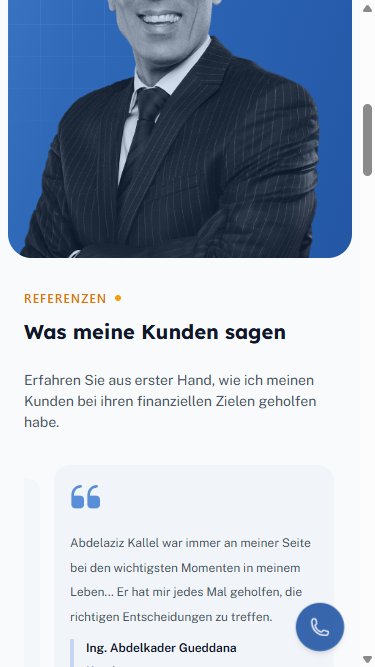 REFERENZEN
Was meine Kunden sagen
Erfahren Sie aus erster Hand, wie ich meinen
Kunden bei ihren finanziellen Zielen geholfen
habe.
Abdelaziz Kallel war immer an meiner Seite
bei den wichtigsten Momenten in meinem
Leben... Er hat mir jedes Mal geholfen, die
richtigen Entscheidungen zu treffen.
Ing. Abdelkader Gueddana